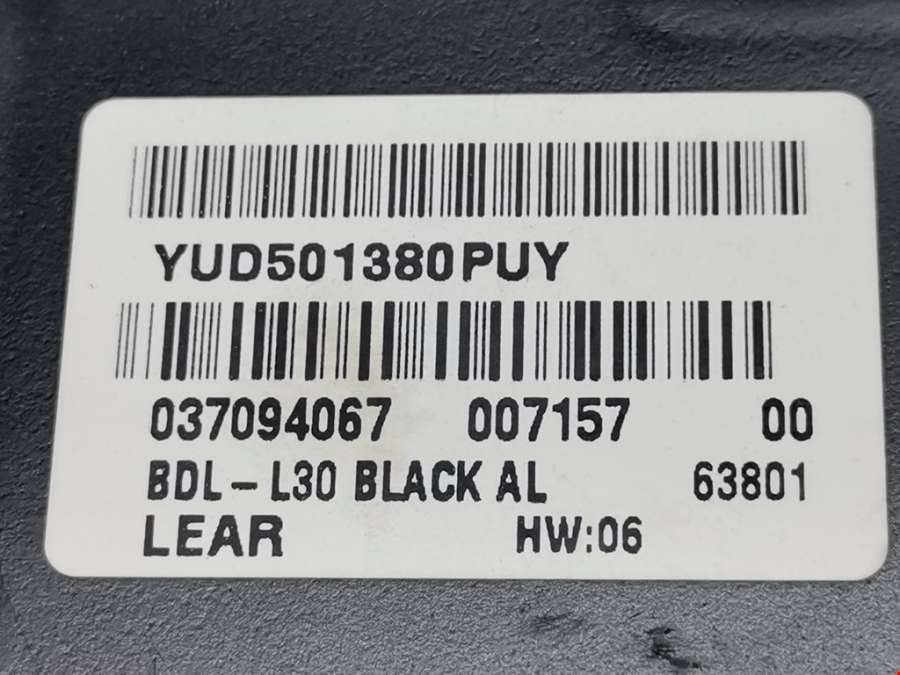 YUD501380PUY
037094067 007157 00
BDL-L30 BLACK AL 63801
LEAR HW:06